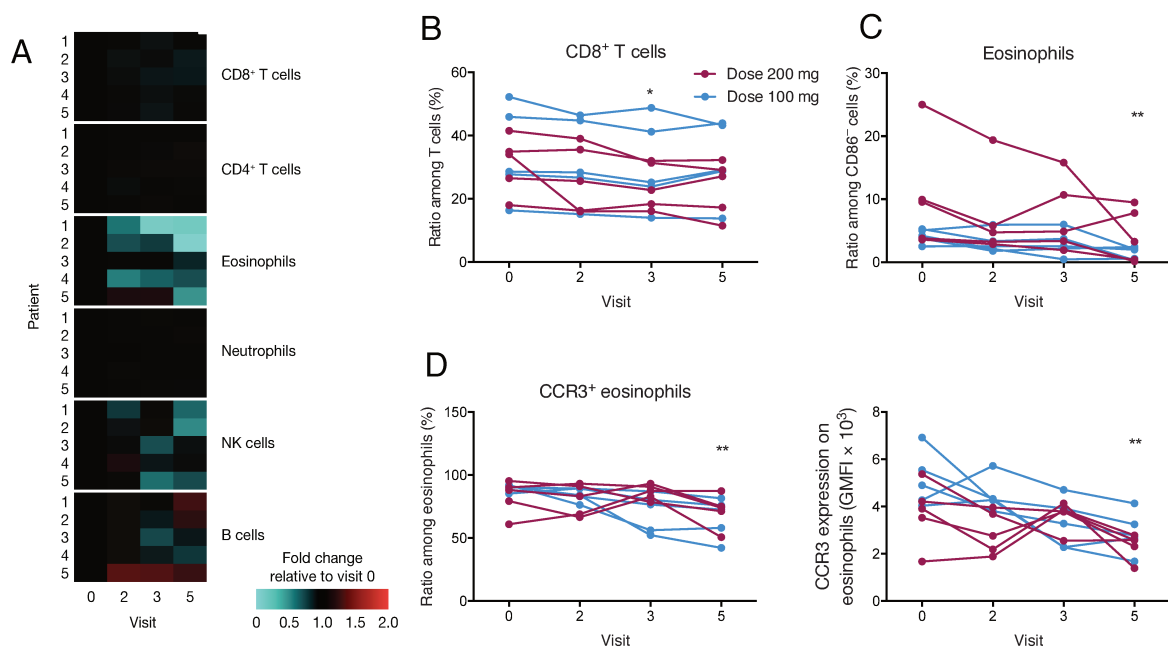 A
1
2
3
4
5
CD8⁺ T cells
1
2
3
4
5
CD4⁺ T cells
1
2
3
4
5
Eosinophils
1
2
3
4
5
Neutrophils
1
2
3
4
5
NK cells
1
2
3
4
5
B cells
Patient
0 2 3 5
Visit
Fold change
relative to visit 0
0 0.5 1.0 1.5 2.0
B
CD8⁺ T cells
Dose 200 mg
Dose 100 mg
*
Ratio among T cells (%)
60
40
20
0
0 2 3 5
Visit
C
Eosinophils
**
Ratio among CD86⁻ cells (%)
30
20
10
0
0 2 3 5
Visit
D
CCR3⁺ eosinophils
**
Ratio among eosinophils (%)
150
100
50
0
0 2 3 5
Visit
**
CCR3 expression on
eosinophils (GMFI × 10³)
8
6
4
2
0
0 2 3 5
Visit